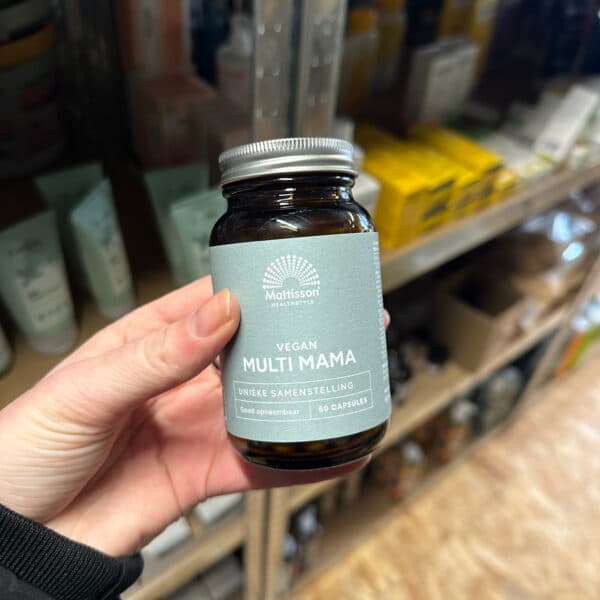 Mattisson
HEALTHSTYLE
VEGAN
MULTI MAMA
UNIEKE SAMENSTELLING
Goed opneembaar
60 CAPSULES